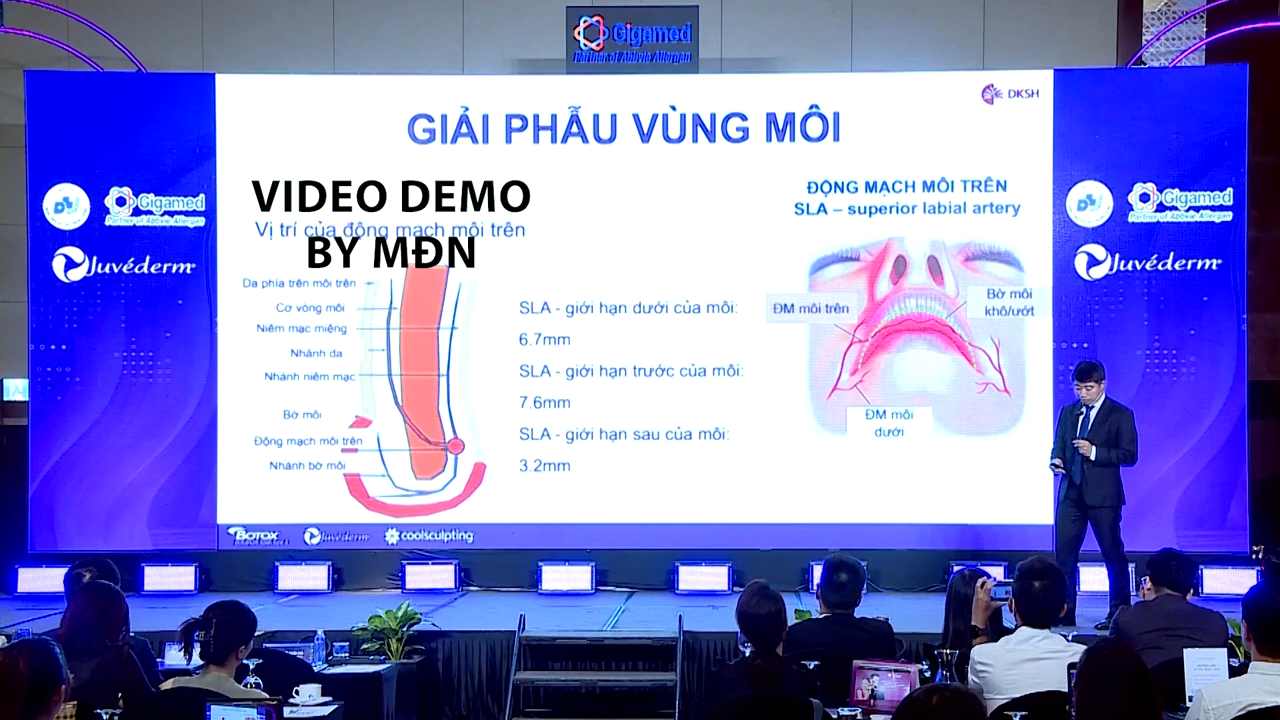 Gigamed
Partner of Abbvie Allergan
DKSH
GIẢI PHẪU VÙNG MÔI
VIDEO DEMO
BY MĐN
Vị trí của động mạch môi trên
ĐỘNG MẠCH MÔI TRÊN
SLA – superior labial artery
Da phía trên môi trên
Cơ vòng môi
Niêm mạc miệng
Nhánh da
Nhánh niêm mạc
Bờ môi
Động mạch môi trên
Nhánh bờ môi
SLA - giới hạn dưới của môi:
6.7mm
SLA - giới hạn trước của môi:
7.6mm
SLA - giới hạn sau của môi:
3.2mm
ĐM môi trên
Bờ môi
khô/ướt
ĐM môi
dưới
Gigamed
Partner of Abbvie Allergan
Juvéderm
Gigamed
Partner of Abbvie Allergan
Juvéderm
BOTOX
Juvéderm
coolsculpting